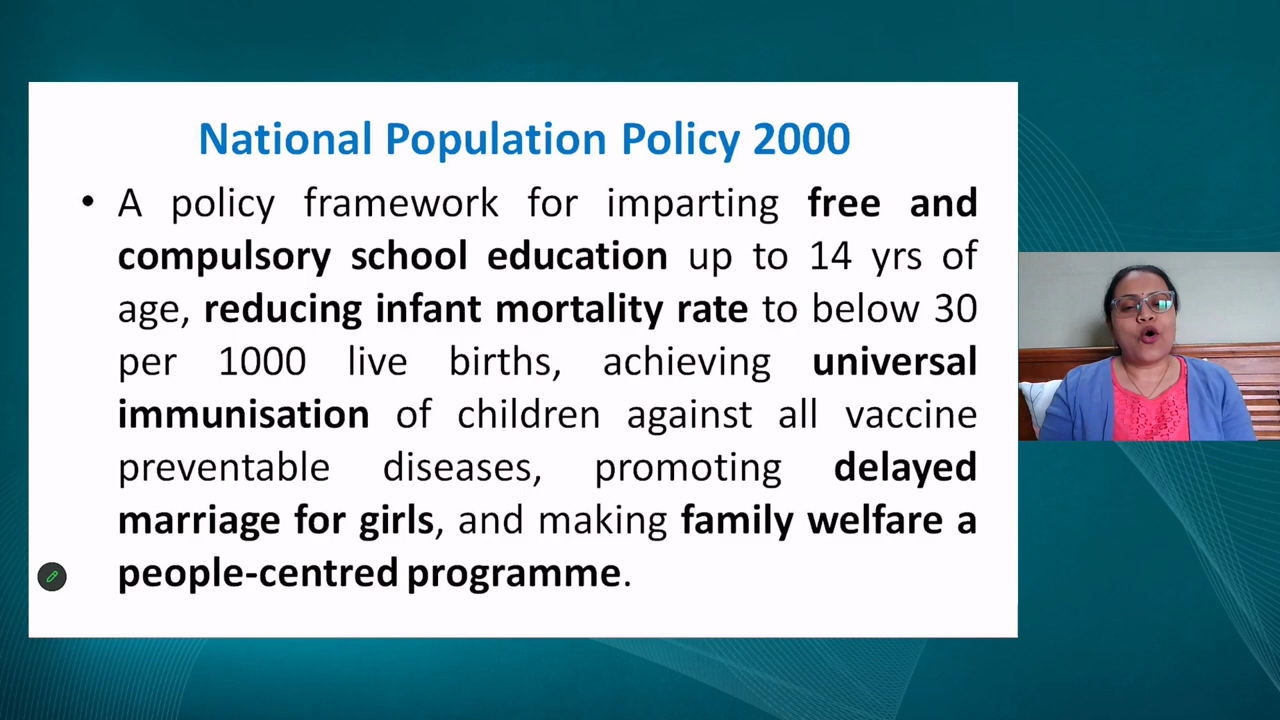 National Population Policy 2000
• A policy framework for imparting free and
compulsory school education up to 14 yrs of
age, reducing infant mortality rate to below 30
per 1000 live births, achieving universal
immunisation of children against all vaccine
preventable diseases, promoting delayed
marriage for girls, and making family welfare a
people-centred programme.